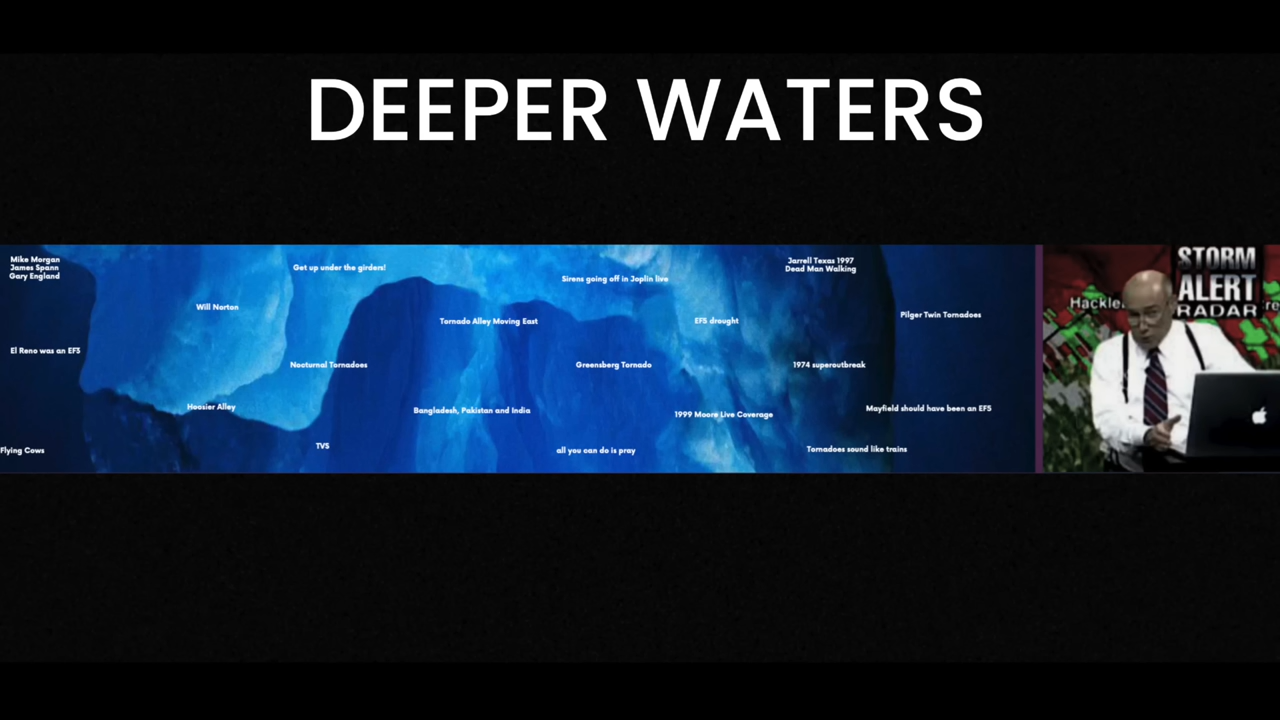 DEEPER WATERS
Mike Morgan
James Spann
Gary England
Get up under the girders!
Sirens going off in Joplin live
Jarrell Texas 1997
Dead Man Walking
Will Norton
Tornado Alley Moving East
EF5 drought
Pilger Twin Tornadoes
El Reno was an EF5
Nocturnal Tornadoes
Greensberg Tornado
1974 superoutbreak
Hoosier Alley
Bangladesh, Pakistan and India
1999 Moore Live Coverage
Mayfield should have been an EF5
Flying Cows
TVS
all you can do is pray
Tornadoes sound like trains
STORM
ALERT
RADAR